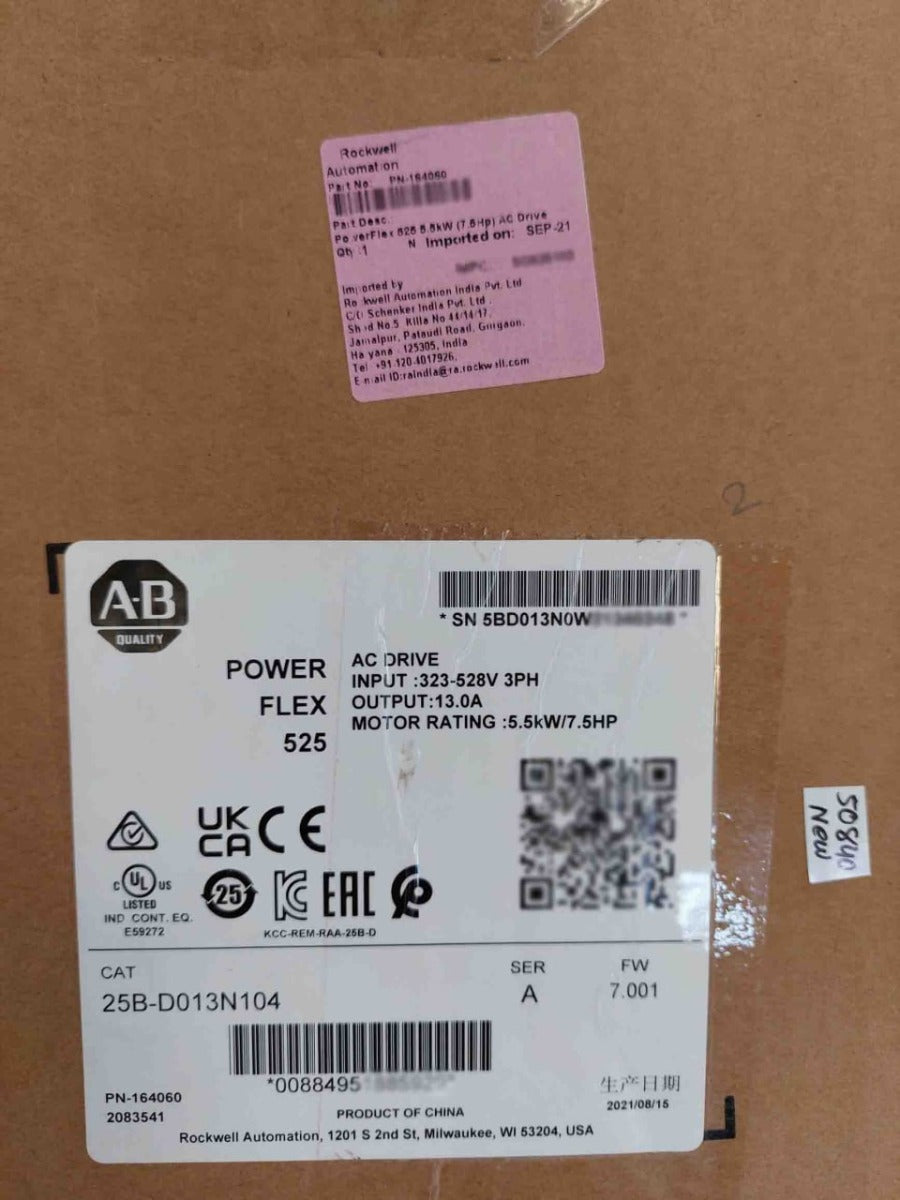 Rockwell
Automation
Part No: PN-164060
Part Desc.
PowerFlex 525 5.5kW (7.5Hp) AC Drive
Qty :1 N Imported on: SEP-21
MPC.
Imported by
Rockwell Automation India Pvt. Ltd
C/O Schenker India Pvt. Ltd.
Shed No.5 Killa No 44/14/17,
Jamalpur, Pataudi Road, Gurgaon,
Haryana 125305, India
Tel +91 120 4017926,
E-mail ID:raindia@ra.rockwell.com
2
A-B
QUALITY
* SN 5BD013N0W
POWER
FLEX
525
AC DRIVE
INPUT :323-528V 3PH
OUTPUT:13.0A
MOTOR RATING :5.5kW/7.5HP
50840
New
UK
CA
CE
C UL US
LISTED
IND CONT. EQ.
E59272
25
KC
EAC
KCC-REM-RAA-25B-D
CAT
25B-D013N104
SER
A
FW
7.001
*0088495
PN-164060
2083541
生产日期
2021/08/15
PRODUCT OF CHINA
Rockwell Automation, 1201 S 2nd St, Milwaukee, WI 53204, USA